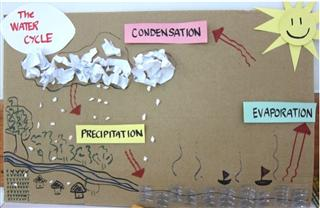 The
WATER
CYCLE
CONDENSATION
EVAPORATION
PRECIPITATION